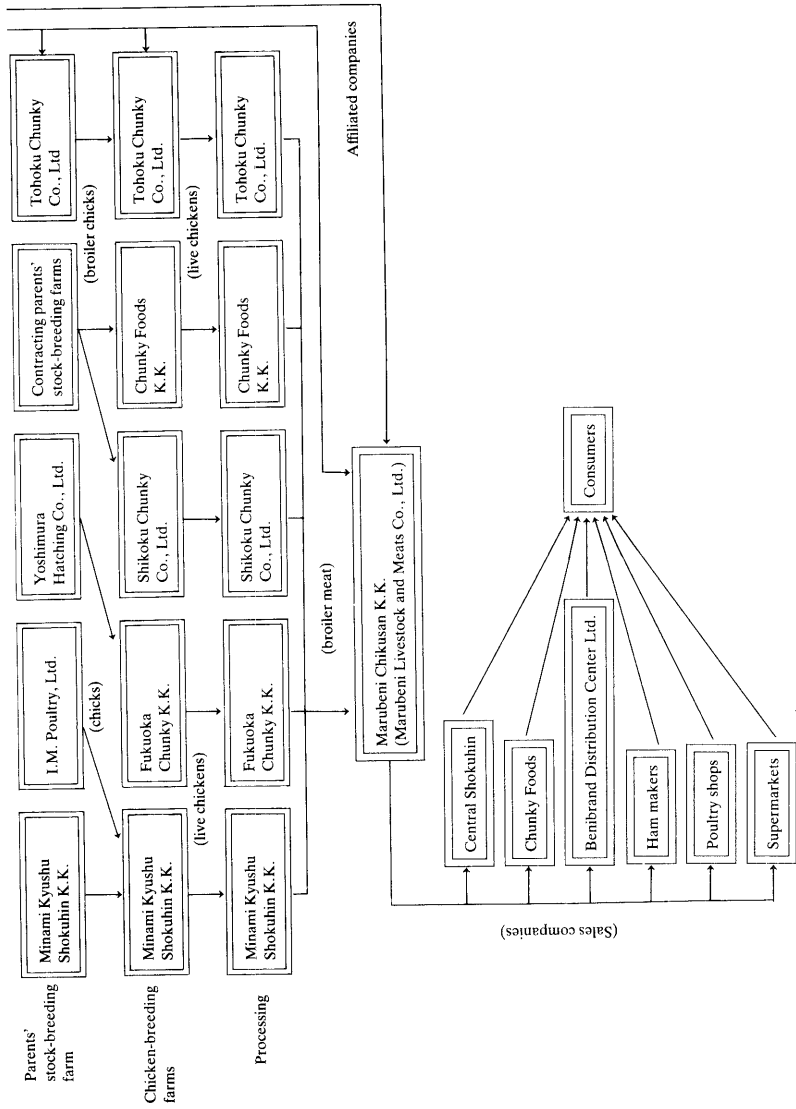 Parents'
stock-breeding
farm
Minami Kyushu
Shokuhin K.K.
I.M. Poultry, Ltd.
Yoshimura
Hatching Co., Ltd.
Contracting parents'
stock-breeding farms
Tohoku Chunky
Co., Ltd
(chicks)
(broiler chicks)
Chicken-breeding
farms
Minami Kyushu
Shokuhin K.K.
Fukuoka
Chunky K.K.
Shikoku Chunky
Co., Ltd.
Chunky Foods
K.K.
Tohoku Chunky
Co., Ltd.
(live chickens)
(live chickens)
Processing
Minami Kyushu
Shokuhin K.K.
Fukuoka
Chunky K.K.
Shikoku Chunky
Co., Ltd.
Chunky Foods
K.K.
Tohoku Chunky
Co., Ltd.
(broiler meat)
Affiliated companies
Marubeni Chikusan K.K.
(Marubeni Livestock and Meats Co., Ltd.)
(Sales companies)
Central Shokuhin
Chunky Foods
Benibrand Distribution Center Ltd.
Ham makers
Poultry shops
Supermarkets
Consumers